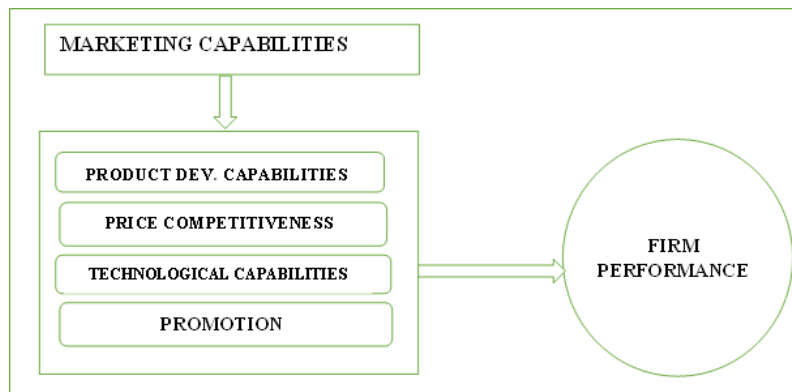 MARKETING CAPABILITIES
PRODUCT DEV. CAPABILITIES
PRICE COMPETITIVENESS
TECHNOLOGICAL CAPABILITIES
PROMOTION
FIRM
PERFORMANCE